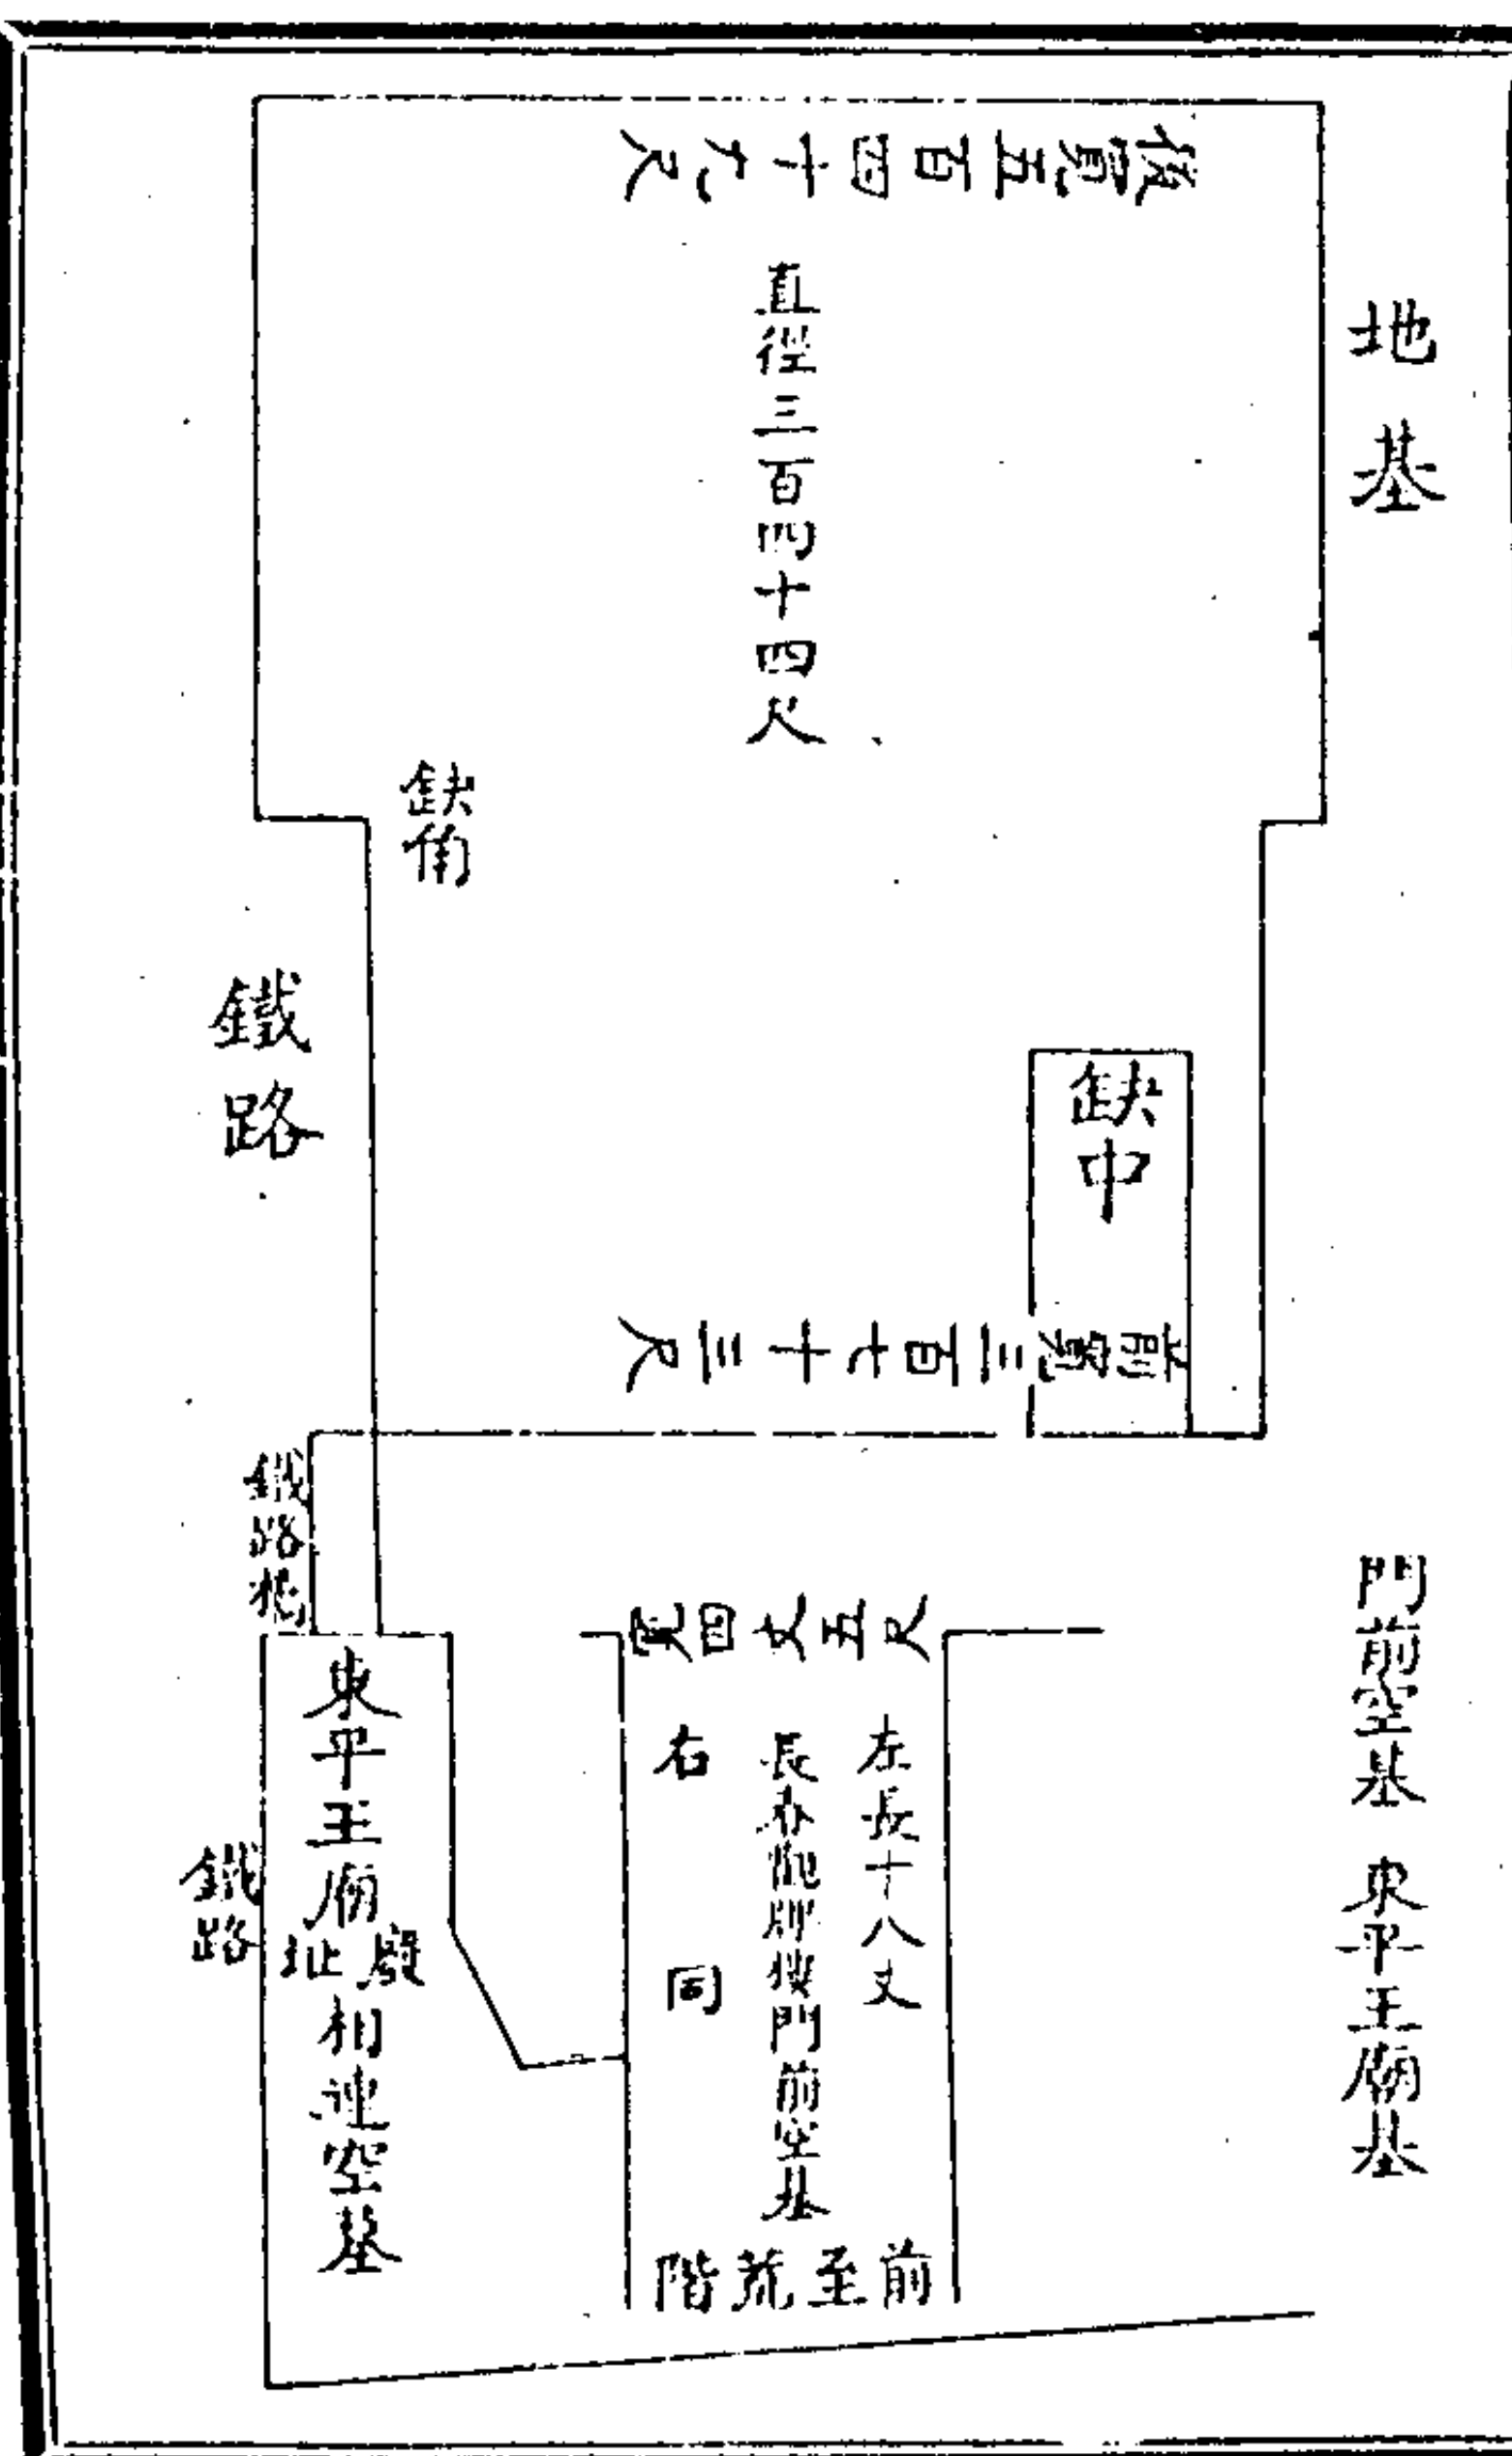 地基
後寬五百四十九尺
直徑三百四十四尺
缺角
鐵路
缺中
前寬三百七十三尺
門前空基 東平王廟基
鐵路巷
寬四丈五尺
左長十八丈
長春觀牌樓門前空基
右同
前至荒階
東平王廟殿址相連空基
鐵路